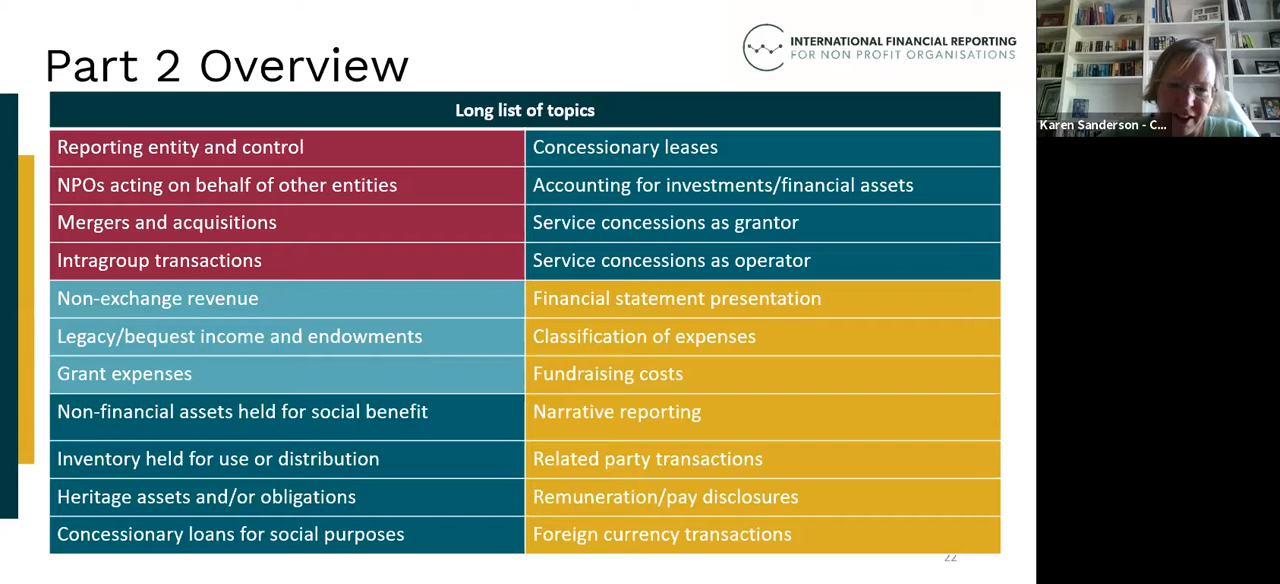 Part 2 Overview
INTERNATIONAL FINANCIAL REPORTING
FOR NON PROFIT ORGANISATIONS
Long list of topics
Reporting entity and control
Concessionary leases
NPOs acting on behalf of other entities
Accounting for investments/financial assets
Mergers and acquisitions
Service concessions as grantor
Intragroup transactions
Service concessions as operator
Non-exchange revenue
Financial statement presentation
Legacy/bequest income and endowments
Classification of expenses
Grant expenses
Fundraising costs
Non-financial assets held for social benefit
Narrative reporting
Inventory held for use or distribution
Related party transactions
Heritage assets and/or obligations
Remuneration/pay disclosures
Concessionary loans for social purposes
Foreign currency transactions
22
Karen Sanderson - C...